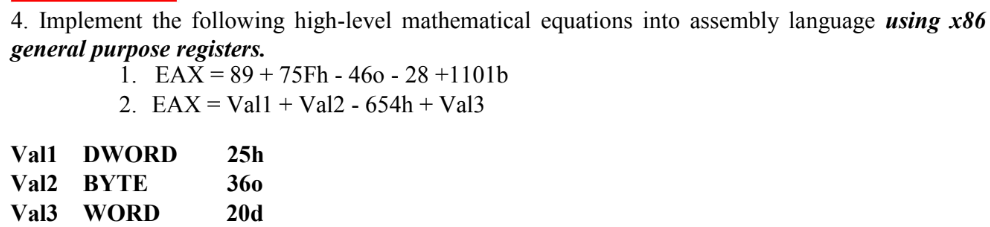 4. Implement the following high-level mathematical equations into assembly language using x86
general purpose registers.
1. EAX = 89 + 75Fh - 46o - 28 +1101b
2. EAX = Val1 + Val2 - 654h + Val3
Val1 DWORD 25h
Val2 BYTE 36o
Val3 WORD 20d